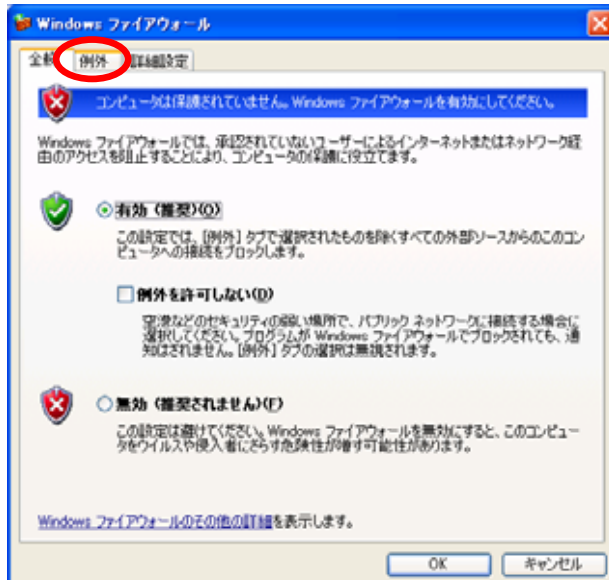 Windows ファイアウォール
全般 例外 詳細設定
コンピュータは保護されていません。Windows ファイアウォールを有効にしてください。
Windows ファイアウォールでは、承認されていないユーザーによるインターネットまたはネットワーク経
由のアクセスを阻止することにより、コンピュータの保護に役立てます。
有効 (推奨)(O)
この設定では、[例外] タブで選択されたものを除くすべての外部ソースからのこのコン
ピュータへの接続をブロックします。
例外を許可しない(D)
空港などのセキュリティの弱い場所で、パブリック ネットワークに接続する場合に
選択してください。プログラムが Windows ファイアウォールでブロックされても、通
知はされません。[例外] タブの選択は無視されます。
無効 (推奨されません)(F)
この設定は避けてください。Windows ファイアウォールを無効にすると、このコンピュー
タをウイルスや侵入者にさらす危険性が増す可能性があります。
Windows ファイアウォールのその他の詳細を表示します。
OK キャンセル